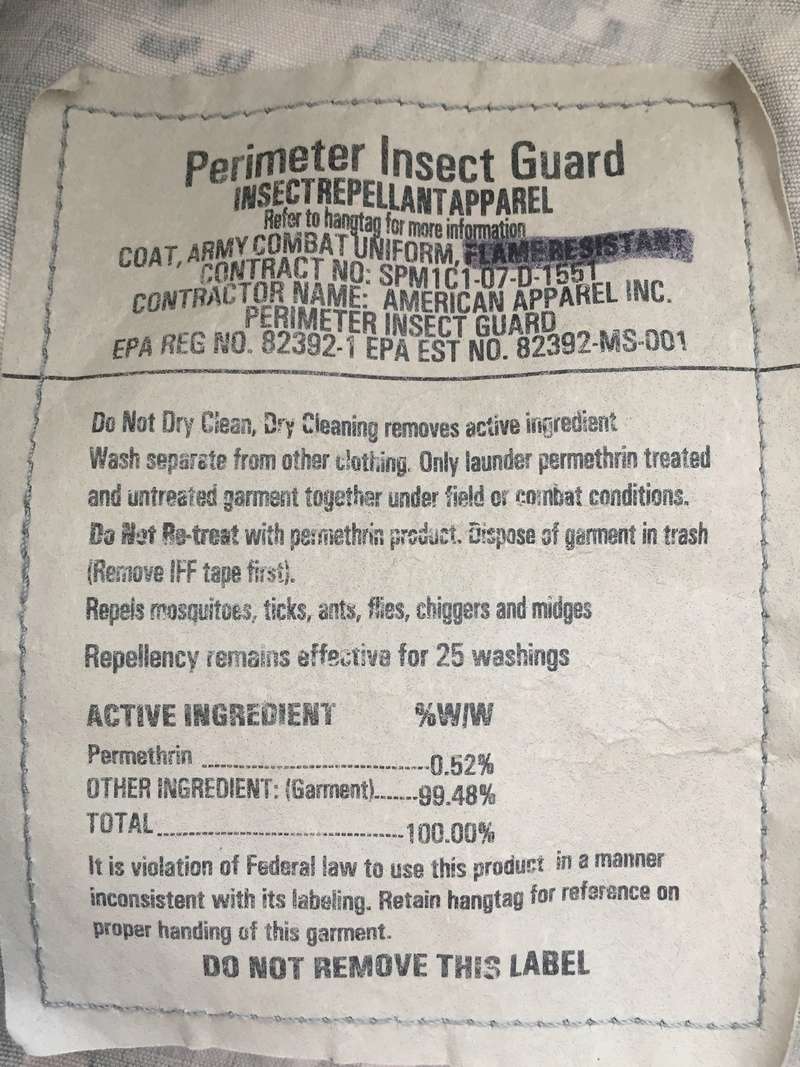 Perimeter Insect Guard
INSECTREPELLANTAPPAREL
Refer to hangtag for more information
COAT, ARMY COMBAT UNIFORM, FLAME RESISTANT
CONTRACT NO: SPM1C1-07-D-1551
CONTRACTOR NAME: AMERICAN APPAREL INC.
PERIMETER INSECT GUARD
EPA REG NO. 82392-1 EPA EST NO. 82392-MS-001
Do Not Dry Clean, Dry Cleaning removes active ingredient
Wash separate from other clothing. Only launder permethrin treated
and untreated garment together under field or combat conditions.
Do Not Re-treat with permethrin product. Dispose of garment in trash
(Remove IFF tape first).
Repels mosquitoes, ticks, ants, flies, chiggers and midges
Repellency remains effective for 25 washings
ACTIVE INGREDIENT %W/W
Permethrin ........................................0.52%
OTHER INGREDIENT: (Garment)........99.48%
TOTAL...........................................100.00%
It is violation of Federal law to use this product in a manner
inconsistent with its labeling. Retain hangtag for reference on
proper handing of this garment.
DO NOT REMOVE THIS LABEL